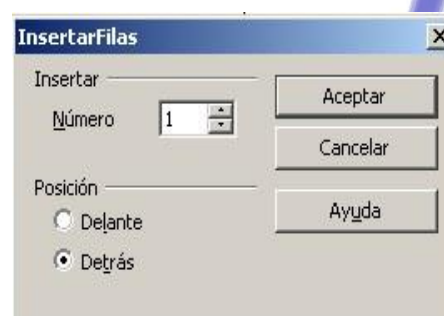 InsertarFilas
Insertar
Número 1
Posición
Delante
Detrás
Aceptar
Cancelar
Ayuda